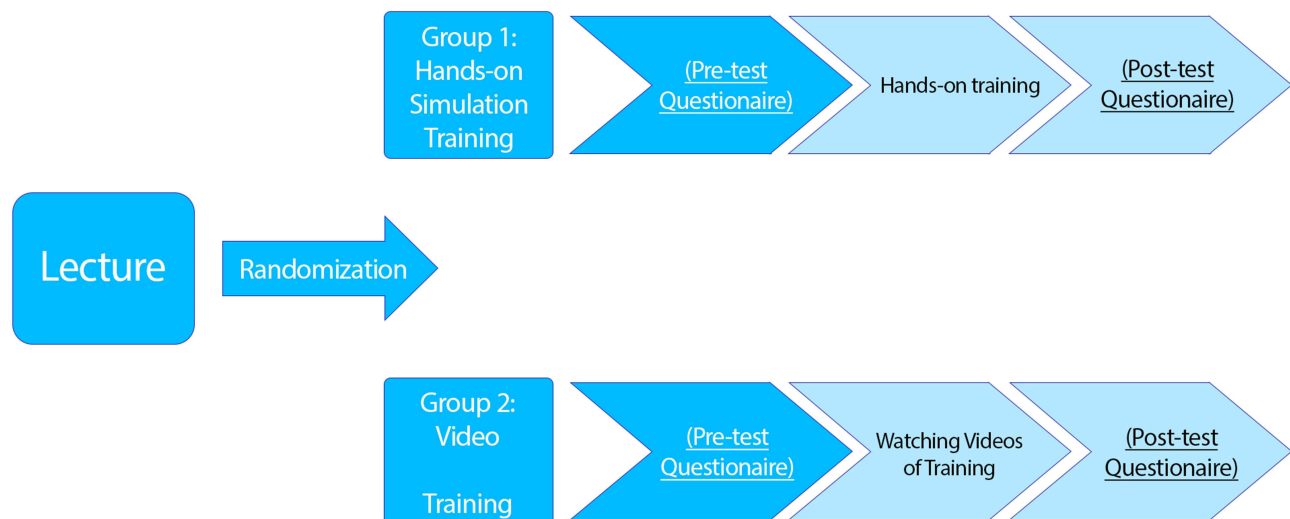 Group 1:
Hands-on
Simulation
Training
(Pre-test
Questionaire)
Hands-on training
(Post-test
Questionaire)
Lecture
Randomization
Group 2:
Video
Training
(Pre-test
Questionaire)
Watching Videos
of Training
(Post-test
Questionaire)